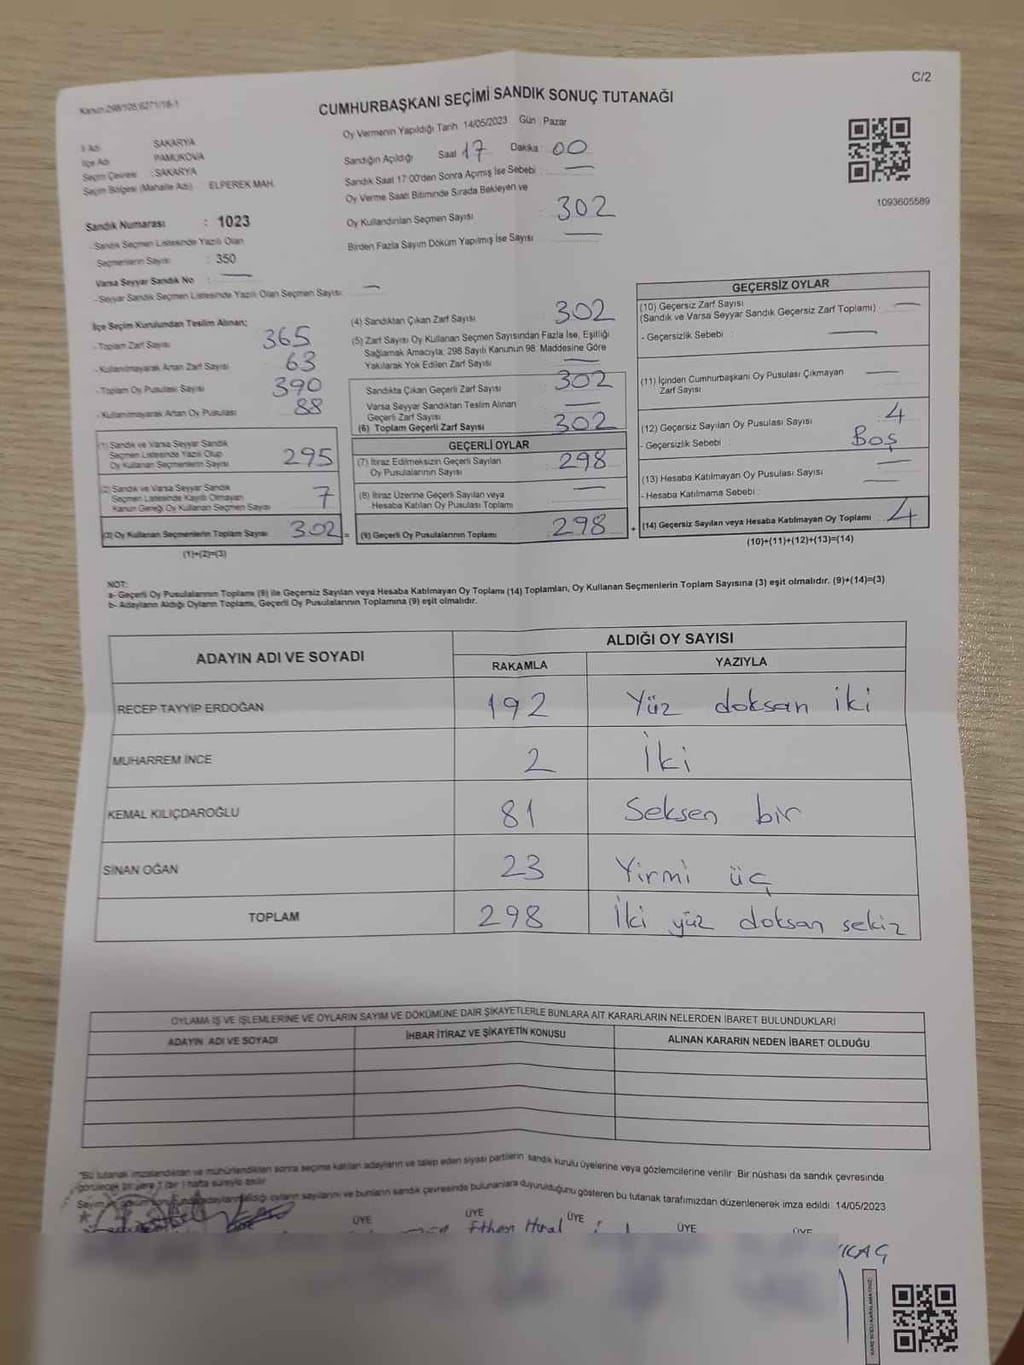 C/2
Kanun:298/105;6271/18-1
CUMHURBAŞKANI SEÇİMİ SANDIK SONUÇ TUTANAĞI
İl Adı SAKARYA
İlçe Adı PAMUKOVA
Seçim Çevresi : SAKARYA
Seçim Bölgesi (Mahalle Adı) : ELPEREK MAH.
Sandık Numarası : 1023
- Sandık Seçmen Listesinde Yazılı Olan
Seçmenlerin Sayısı : 350
Varsa Seyyar Sandık No : —
- Seyyar Sandık Seçmen Listesinde Yazılı Olan Seçmen Sayısı: —
Oy Vermenin Yapıldığı Tarih :14/05/2023 Gün : Pazar
Sandığın Açıldığı Saat 17 Dakika : 00
Sandık Saat 17:00'den Sonra Açımış İse Sebebi : —
Oy Verme Saati Bitiminde Sırada Bekleyen ve
Oy Kullandırılan Seçmen Sayısı : 302
Birden Fazla Sayım Döküm Yapılmış İse Sayısı : —
1093605589
İlçe Seçim Kurulundan Teslim Alınan;
- Toplam Zarf Sayısı 365
- Kullanılmayarak Artan Zarf Sayısı 63
- Toplam Oy Pusulası Sayısı 390
- Kullanılmayarak Artan Oy Pusulası 88
(1) Sandık ve Varsa Seyyar Sandık
Seçmen Listesinde Yazılı Olup
Oy Kullanan Seçmenlerin Sayısı 295
(2) Sandık ve Varsa Seyyar Sandık
Seçmen Listesinde Kayıtlı Olmayan
Kanun Gereği Oy Kullanan Seçmen Sayısı 7
(3) Oy Kullanan Seçmenlerin Toplam Sayısı 302 =
(1)+(2)=(3)
(4) Sandıktan Çıkan Zarf Sayısı 302
(5) Zarf Sayısı Oy Kullanan Seçmen Sayısından Fazla İse, Eşitliği
Sağlamak Amacıyla; 298 Sayılı Kanunun 98. Maddesine Göre
Yakılarak Yok Edilen Zarf Sayısı —
Sandıkta Çıkan Geçerli Zarf Sayısı 302
Varsa Seyyar Sandıktan Teslim Alınan
Geçerli Zarf Sayısı —
(6) Toplam Geçerli Zarf Sayısı 302
GEÇERLİ OYLAR
(7) İtiraz Edilmeksizin Geçerli Sayılan
Oy Pusulalarının Sayısı 298
(8) İtiraz Üzerine Geçerli Sayılan veya
Hesaba Katılan Oy Pusulası Toplamı —
(9) Geçerli Oy Pusulalarının Toplamı 298 +
GEÇERSİZ OYLAR
(10) Geçersiz Zarf Sayısı
(Sandık ve Varsa Seyyar Sandık Geçersiz Zarf Toplamı) —
- Geçersizlik Sebebi : —
(11) İçinden Cumhurbaşkanı Oy Pusulası Çıkmayan
Zarf Sayısı —
(12) Geçersiz Sayılan Oy Pusulası Sayısı 4
- Geçersizlik Sebebi : Boş
(13) Hesaba Katılmayan Oy Pusulası Sayısı —
- Hesaba Katılmama Sebebi : —
(14) Geçersiz Sayılan veya Hesaba Katılmayan Oy Toplamı 4
(10)+(11)+(12)+(13)=(14)
NOT:
a- Geçerli Oy Pusulalarının Toplamı (9) ile Geçersiz Sayılan veya Hesaba Katılmayan Oy Toplamı (14) Toplamları, Oy Kullanan Seçmenlerin Toplam Sayısına (3) eşit olmalıdır. (9)+(14)=(3)
b- Adayların Aldığı Oyların Toplamı, Geçerli Oy Pusulalarının Toplamına (9) eşit olmalıdır.
ADAYIN ADI VE SOYADI ALDIĞI OY SAYISI
RAKAMLA YAZIYLA
RECEP TAYYİP ERDOĞAN 192 Yüz doksan iki
MUHARREM İNCE 2 İki
KEMAL KILIÇDAROĞLU 81 Seksen bir
SİNAN OĞAN 23 Yirmi üç
TOPLAM 298 İki yüz doksan sekiz
OYLAMA İŞ VE İŞLEMLERİNE VE OYLARIN SAYIM VE DÖKÜMÜNE DAİR ŞİKAYETLERLE BUNLARA AİT KARARLARIN NELERDEN İBARET BULUNDUKLARI
ADAYIN ADI VE SOYADI İHBAR İTİRAZ VE ŞİKAYETİN KONUSU ALINAN KARARIN NEDEN İBARET OLDUĞU
"Bu tutanak imzalandıktan ve mühürlendikten sonra seçime katılan adayların ve talep eden siyasi partilerin sandık kurulu üyelerine veya gözlemcilerine verilir. Bir nüshası da sandık çevresinde
görülecek bir yere 1 (bir ) hafta süreyle asılır.
Sayım oyların sayılarını ve bunların sandık çevresinde bulunanlara duyurulduğunu gösteren bu tutanak tarafımızdan düzenlenerek imza edildi. 14/05/2023
ÜYE ÜYE ÜYE ÜYE ÜYE